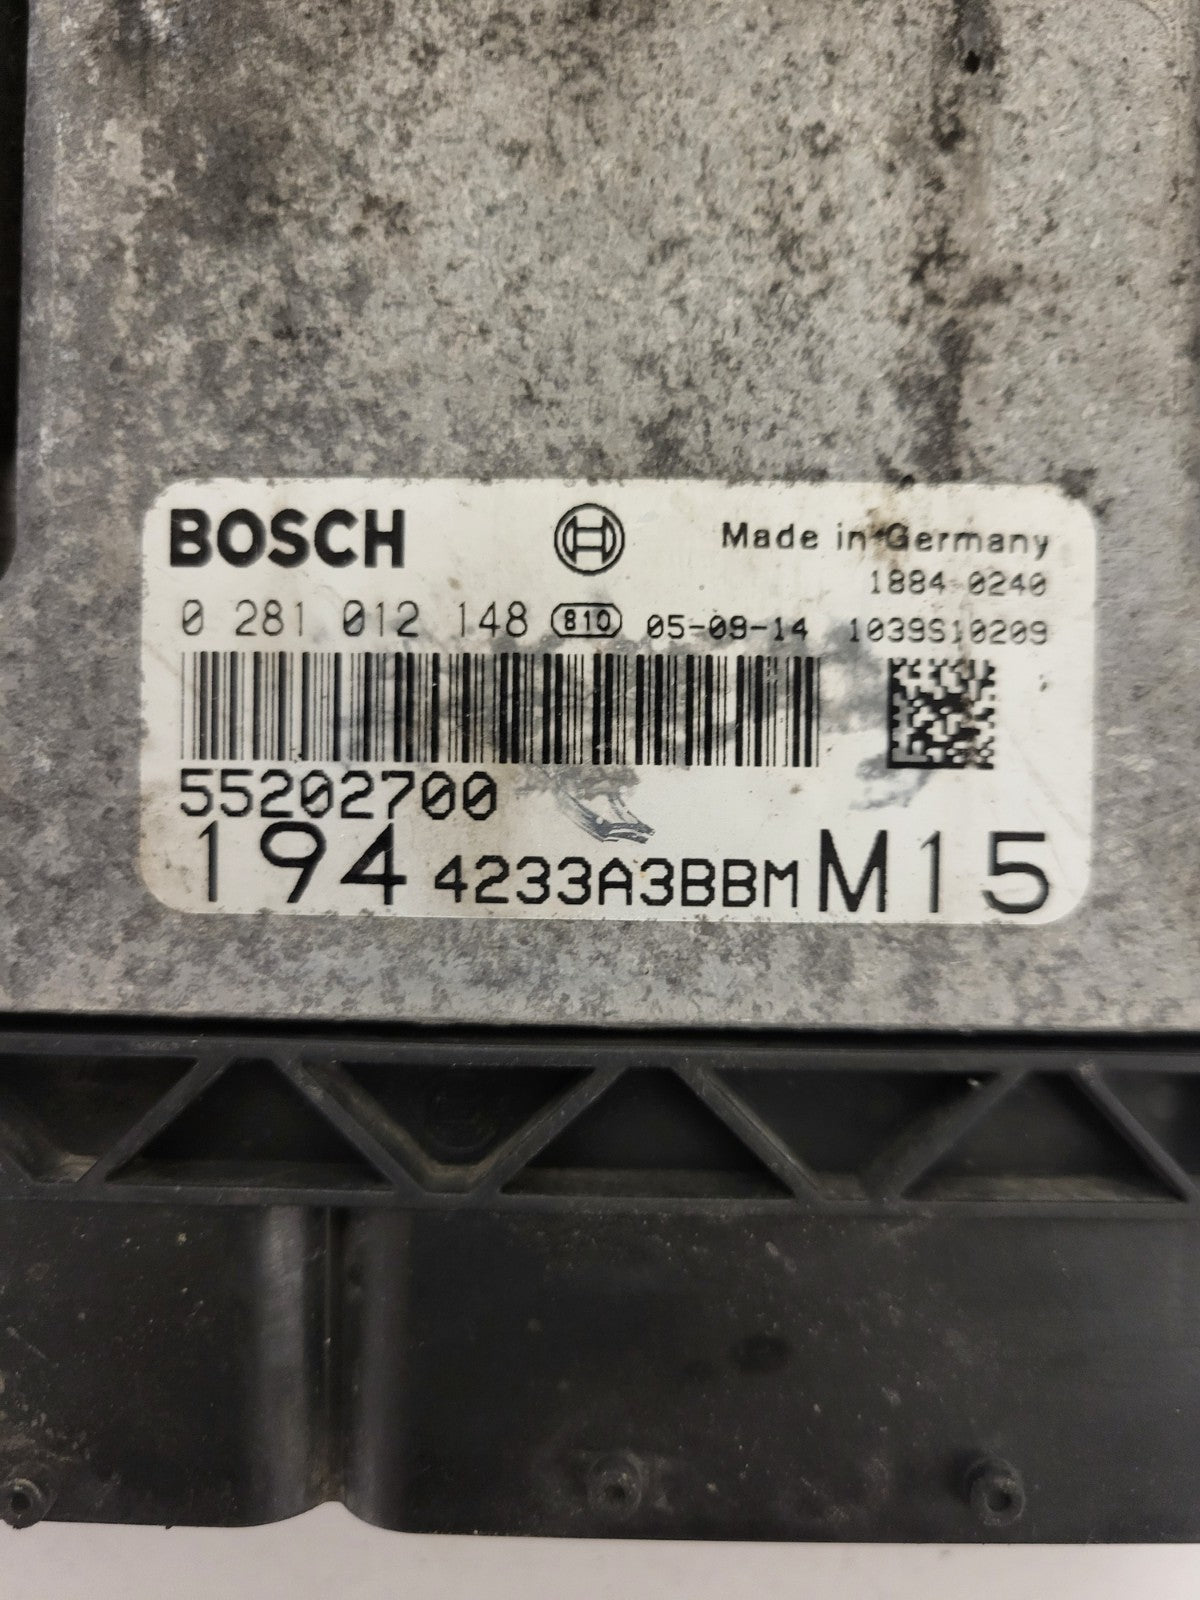 BOSCH Made in Germany
1884 0240
0 281 012 148 810 05-09-14 1039S10209
55202700
194 4233A3BBM M15